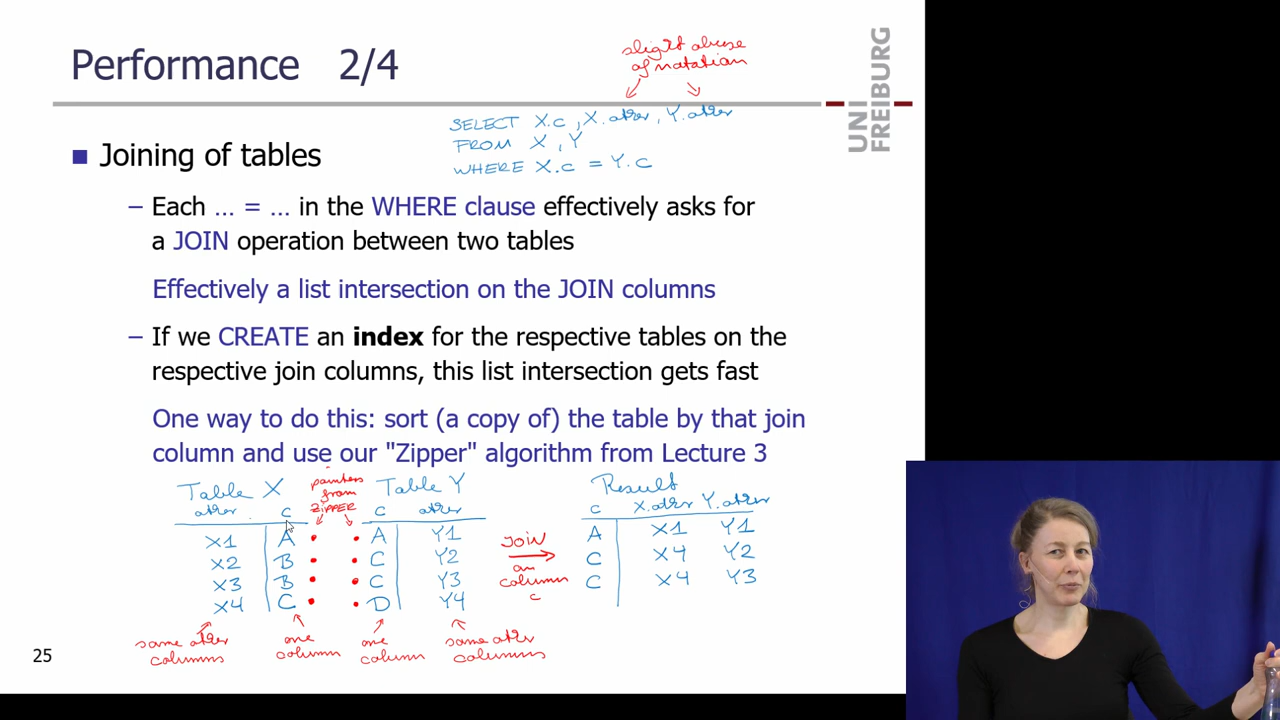 Performance 2/4
slight abuse
of notation
UNI
FREIBURG
SELECT X.c, X.other, Y.other
FROM X, Y
WHERE X.c = Y.c
Joining of tables
– Each ... = ... in the WHERE clause effectively asks for
a JOIN operation between two tables
Effectively a list intersection on the JOIN columns
– If we CREATE an index for the respective tables on the
respective join columns, this list intersection gets fast
One way to do this: sort (a copy of) the table by that join
column and use our "Zipper" algorithm from Lecture 3
Table X
other c
X1 A
X2 B
X3 B
X4 C
pointers
from
ZIPPER
Table Y
c other
A Y1
C Y2
C Y3
D Y4
JOIN
on
column
c
Result
c X.other Y.other
A X1 Y1
C X4 Y2
C X4 Y3
some other
columns
one
column
one
column
some other
columns
25